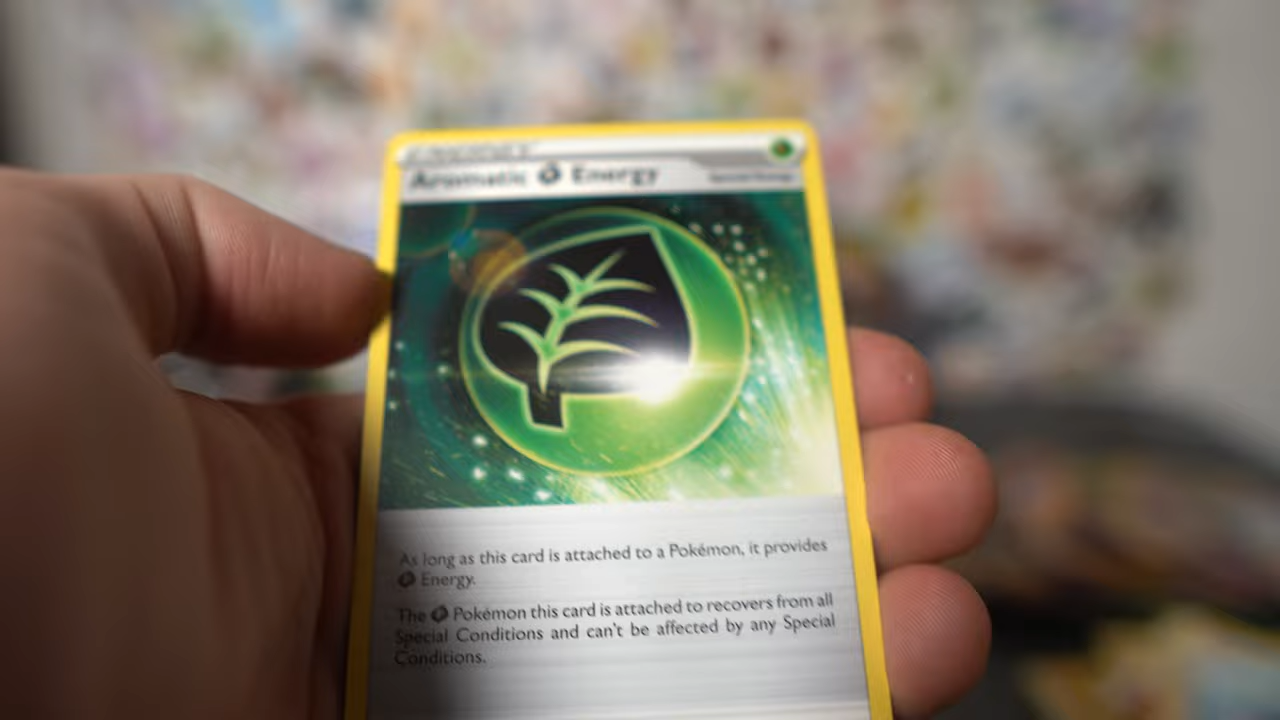 ENERGY
Aromatic Energy
Special Energy
As long as this card is attached to a Pokémon, it provides
Energy.
The Pokémon this card is attached to recovers from all
Special Conditions and can't be affected by any Special
Conditions.